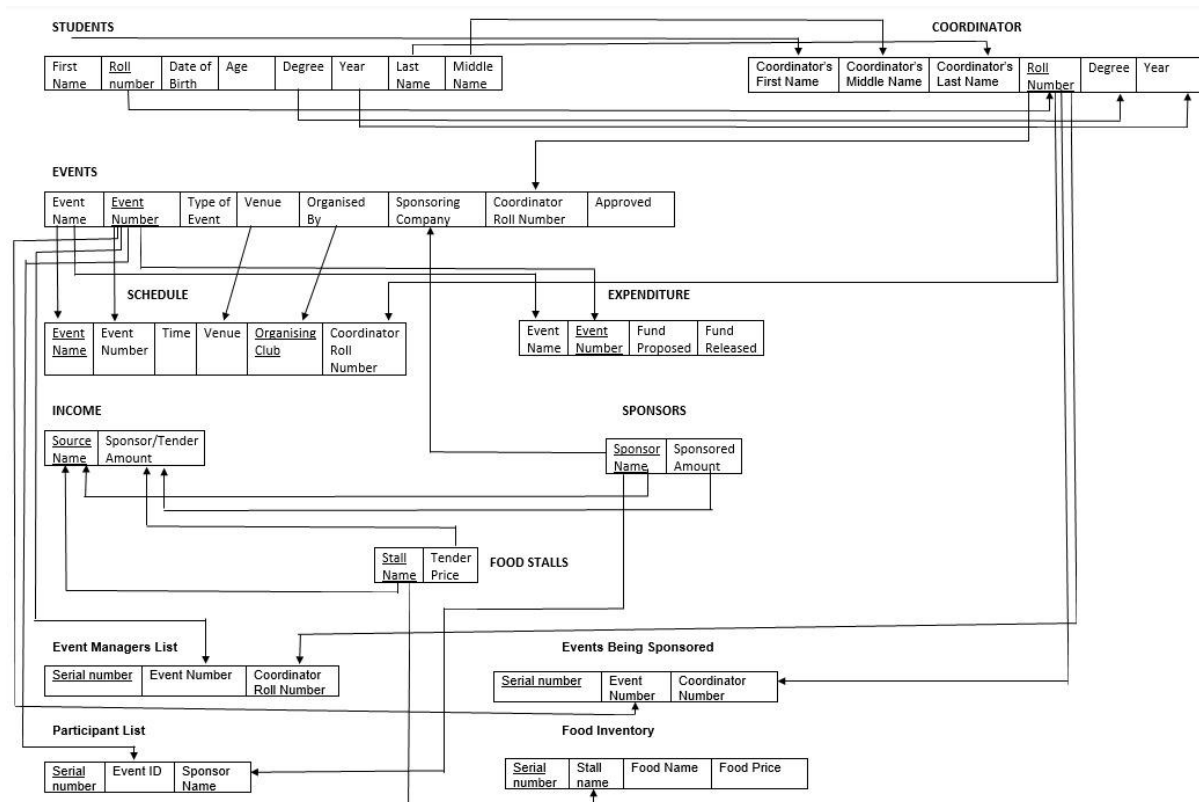 STUDENTS
COORDINATOR
First Name
Roll number
Date of Birth
Age
Degree
Year
Last Name
Middle Name
Coordinator's First Name
Coordinator's Middle Name
Coordinator's Last Name
Roll Number
Degree
Year
EVENTS
Event Name
Event Number
Type of Event
Venue
Organised By
Sponsoring Company
Coordinator Roll Number
Approved
SCHEDULE
Event Name
Event Number
Time
Venue
Organising Club
Coordinator Roll Number
EXPENDITURE
Event Name
Event Number
Fund Proposed
Fund Released
INCOME
Source Name
Sponsor/Tender Amount
SPONSORS
Sponsor Name
Sponsored Amount
Stall Name
Tender Price
FOOD STALLS
Event Managers List
Serial number
Event Number
Coordinator Roll Number
Events Being Sponsored
Serial number
Event Number
Coordinator Number
Participant List
Serial number
Event ID
Sponsor Name
Food Inventory
Serial number
Stall name
Food Name
Food Price